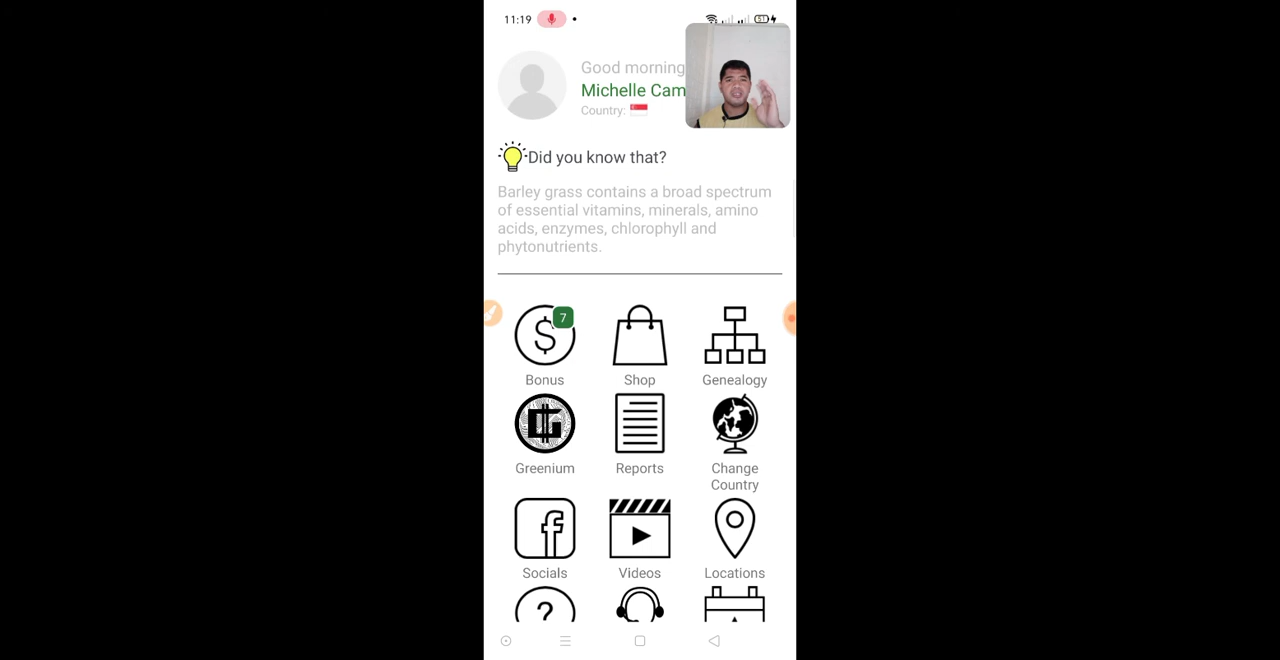 11:19
51
Good morning
Michelle Cam
Country:
Did you know that?
Barley grass contains a broad spectrum
of essential vitamins, minerals, amino
acids, enzymes, chlorophyll and
phytonutrients.
7
Bonus
Shop
Genealogy
Greenium
Reports
Change
Country
Socials
Videos
Locations